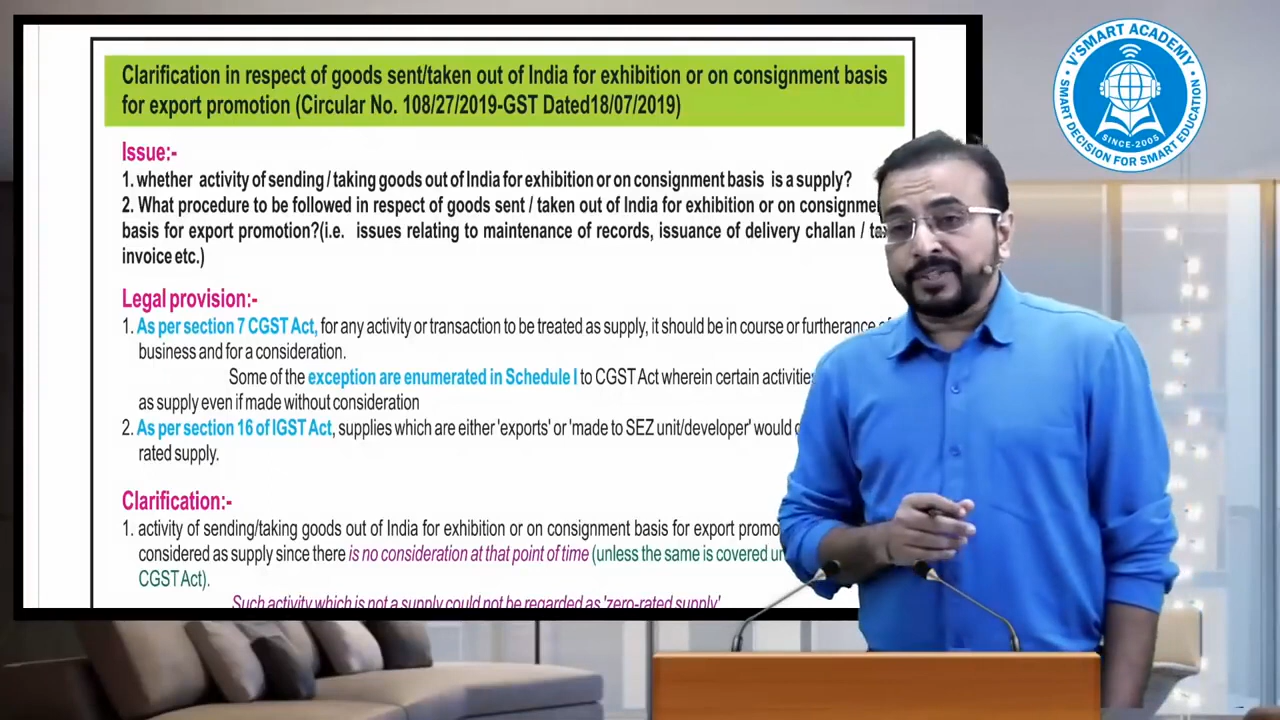 Clarification in respect of goods sent/taken out of India for exhibition or on consignment basis
for export promotion (Circular No. 108/27/2019-GST Dated18/07/2019)
Issue:-
1. whether activity of sending / taking goods out of India for exhibition or on consignment basis is a supply?
2. What procedure to be followed in respect of goods sent / taken out of India for exhibition or on
basis for export promotion?(i.e. issues relating to maintenance of records, issuance of delivery challan /
invoice etc.)
Legal provision:-
1. As per section 7 CGST Act, for any activity or transaction to be treated as supply, it should be in course or furtherance
business and for a consideration.
Some of the exception are enumerated in Schedule I to CGST Act wherein certain
as supply even if made without consideration
2. As per section 16 of IGST Act, supplies which are either 'exports' or 'made to SEZ unit/developer' would
rated supply.
Clarification:-
1. activity of sending/taking goods out of India for exhibition or on consignment basis for export
considered as supply since there is no consideration at that point of time (unless the same is covered
CGST Act).
Such activity which is not a supply could not be regarded as 'zero-rated supply'
V'SMART ACADEMY
SINCE-2005
SMART DECISION FOR SMART EDUCATION